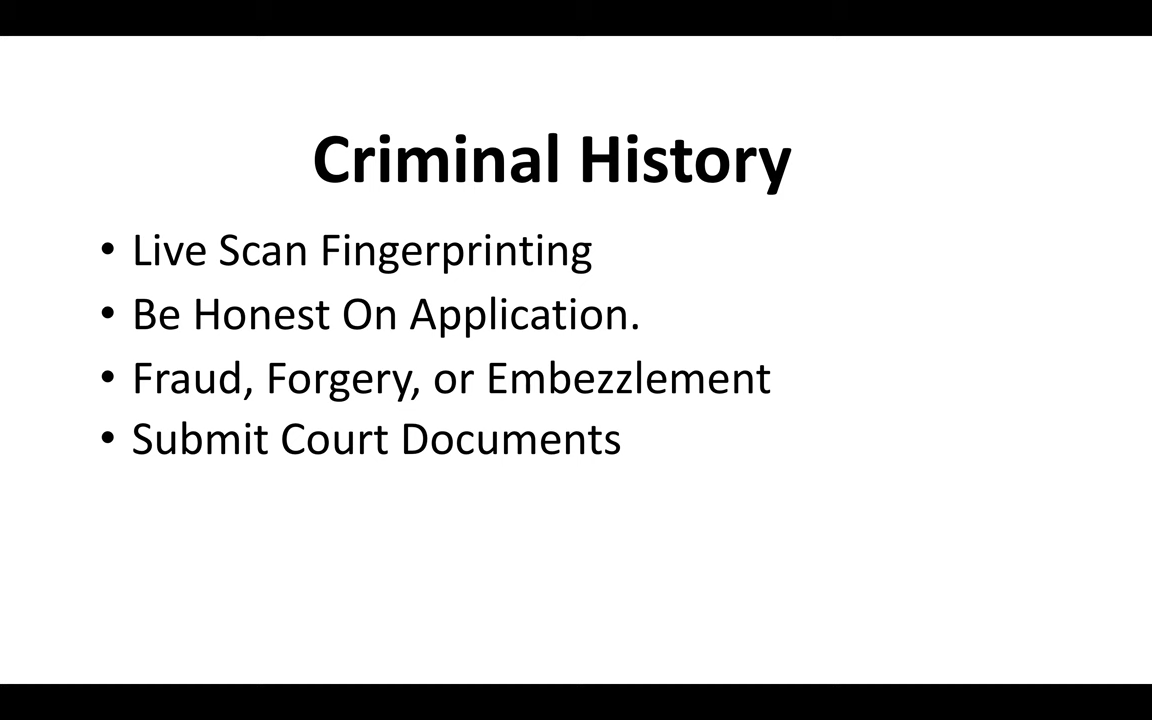 Criminal History
• Live Scan Fingerprinting
• Be Honest On Application.
• Fraud, Forgery, or Embezzlement
• Submit Court Documents